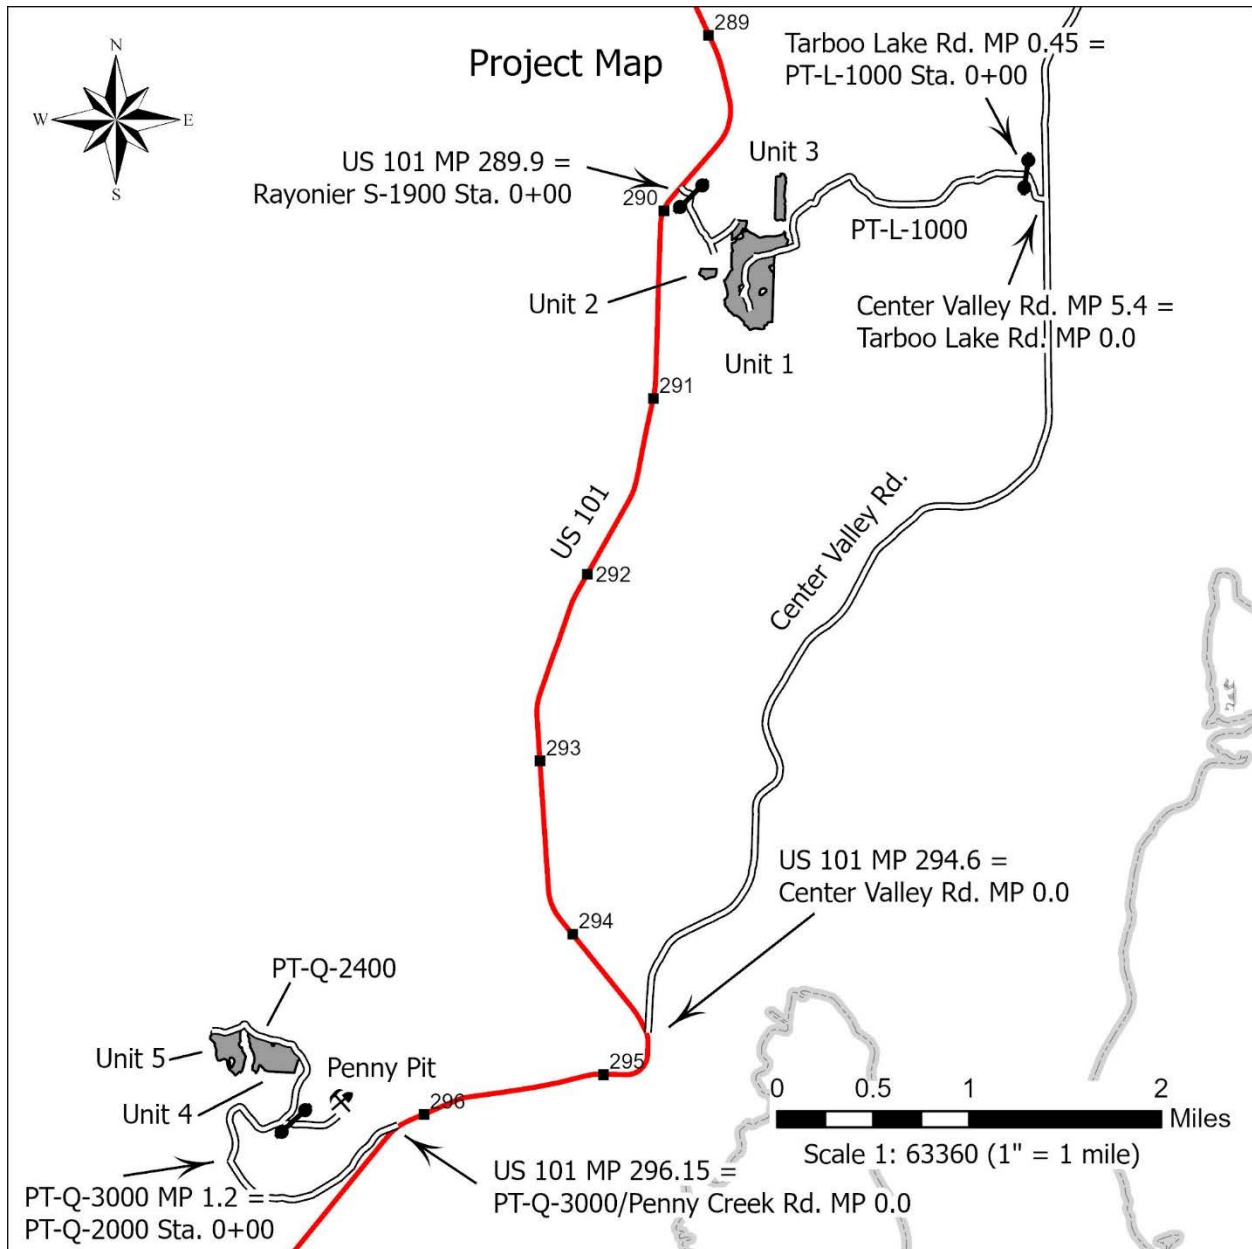 289
Project Map
Tarboo Lake Rd. MP 0.45 =
PT-L-1000 Sta. 0+00
N
W
E
S
US 101 MP 289.9 =
Rayonier S-1900 Sta. 0+00
Unit 3
290
PT-L-1000
Unit 2
Center Valley Rd. MP 5.4 =
Tarboo Lake Rd. MP 0.0
Unit 1
291
US 101
Center Valley Rd.
292
293
US 101 MP 294.6 =
Center Valley Rd. MP 0.0
294
PT-Q-2400
Unit 5
Penny Pit
295
Unit 4
296
0 0.5 1 2
Miles
Scale 1: 63360 (1" = 1 mile)
PT-Q-3000 MP 1.2 =
PT-Q-2000 Sta. 0+00
US 101 MP 296.15 =
PT-Q-3000/Penny Creek Rd. MP 0.0